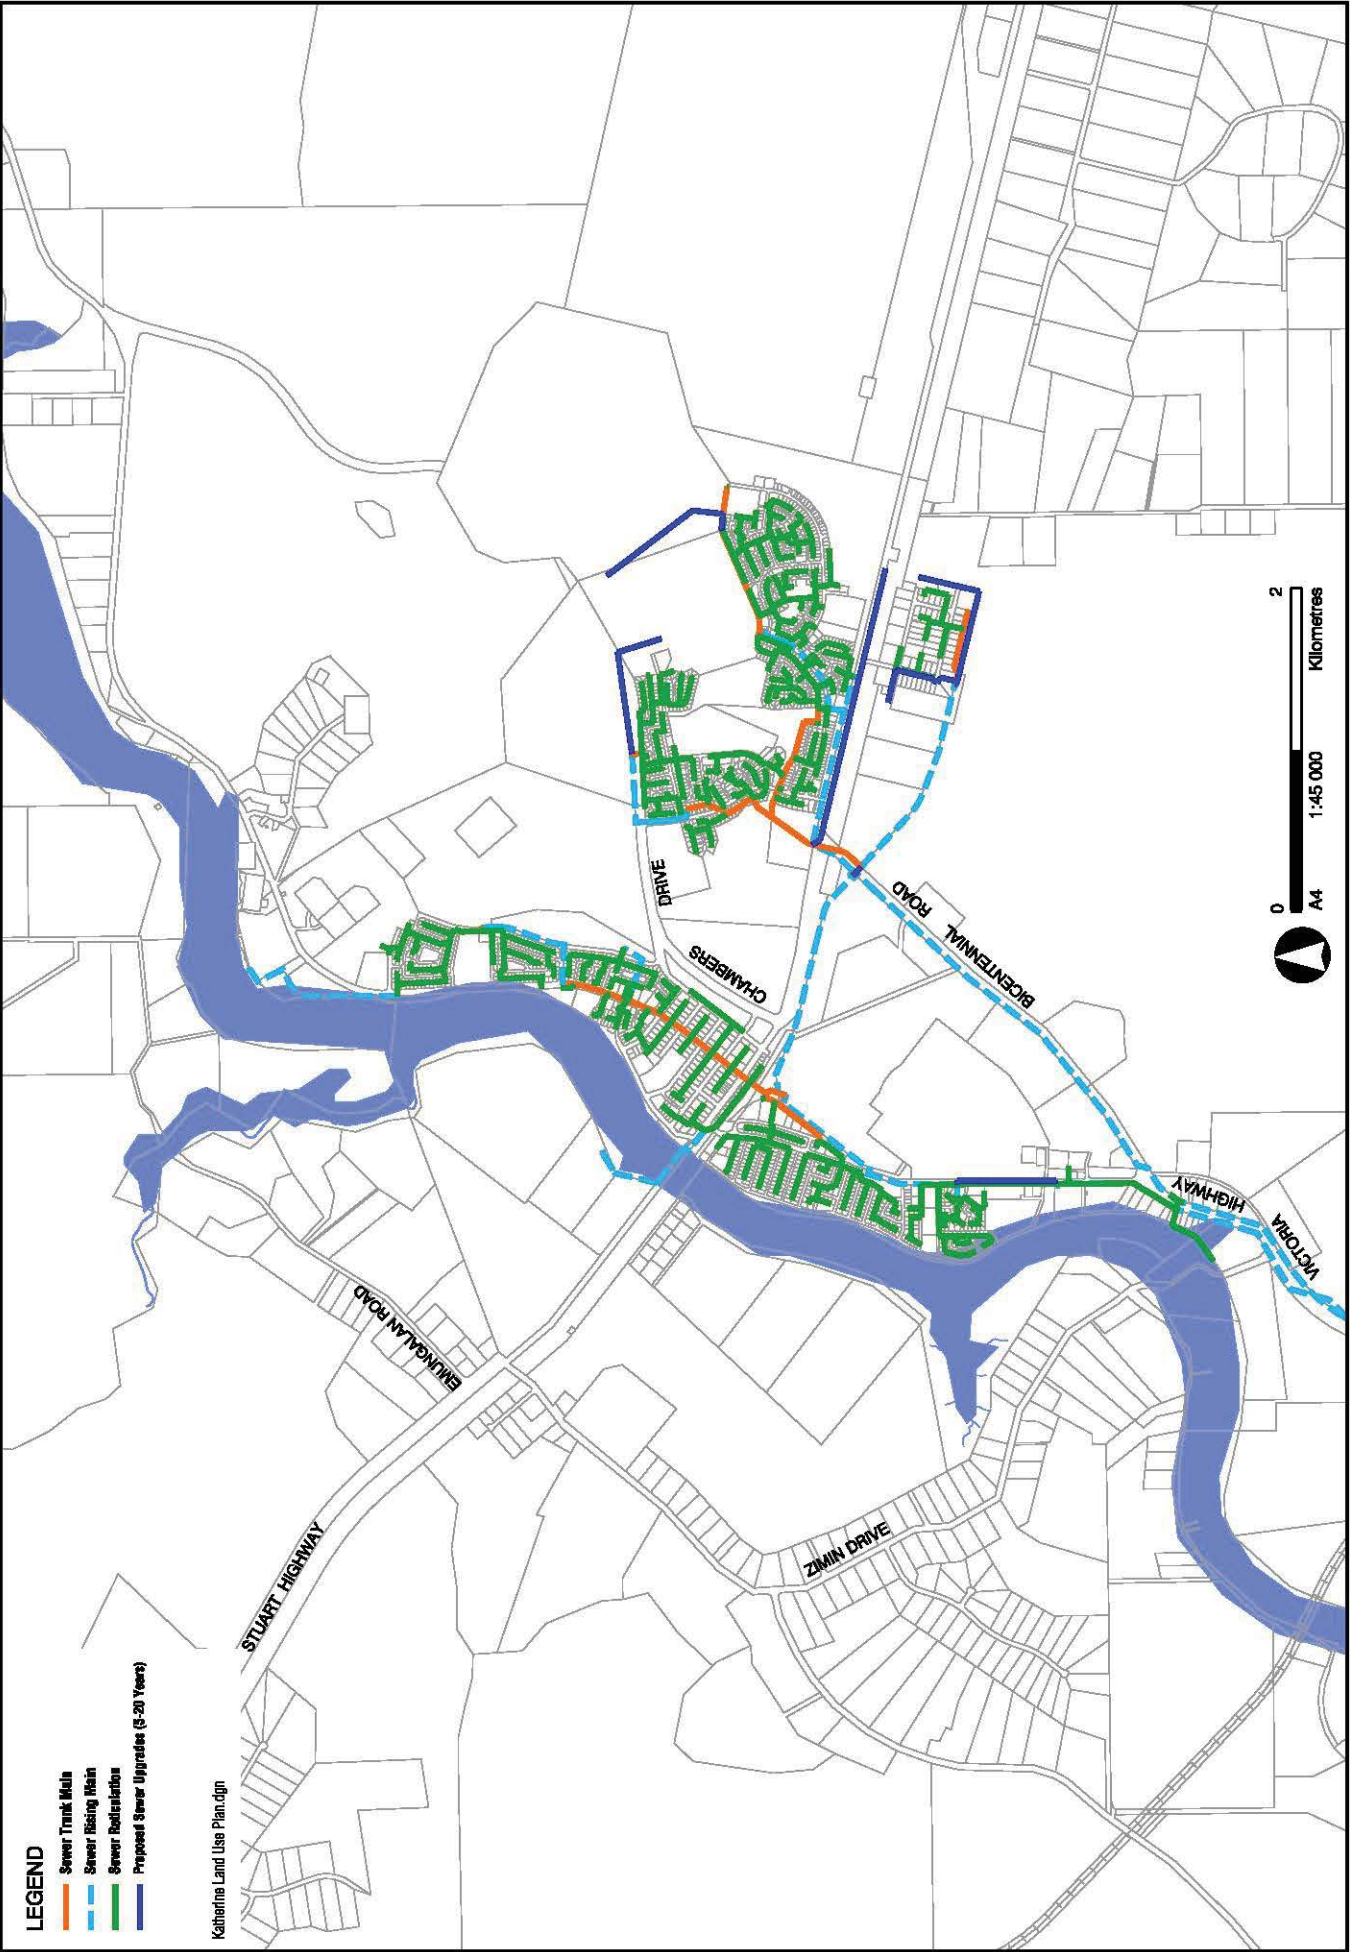 LEGEND
Sewer Trunk Main
Sewer Rising Main
Sewer Reticulation
Proposed Sewer Upgrades (5-20 Years)
Katherine Land Use Plan.dgn
STUART HIGHWAY
EMUNGALAN ROAD
ZIMIN DRIVE
CHAMBERS
DRIVE
BICENTENNIAL
ROAD
VICTORIA
HIGHWAY
0
2
A4
1:45 000
Kilometres